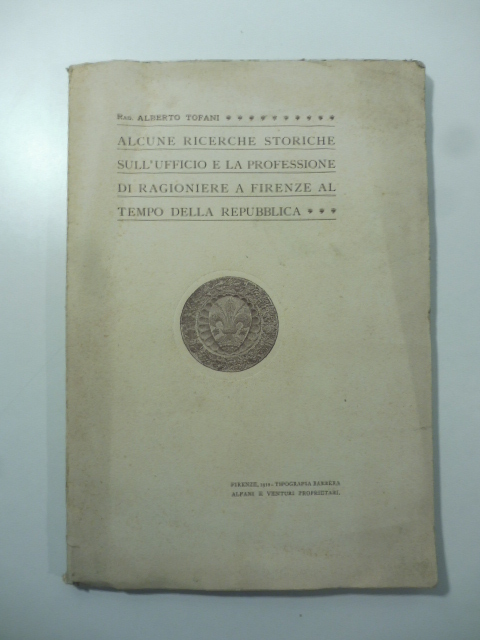 RAG. ALBERTO TOFANI
ALCUNE RICERCHE STORICHE
SULL'UFFICIO E LA PROFESSIONE
DI RAGIONIERE A FIRENZE AL
TEMPO DELLA REPUBBLICA
FIRENZE, 1910 - TIPOGRAFIA BARBÈRA
ALFANI E VENTURI PROPRIETARI.